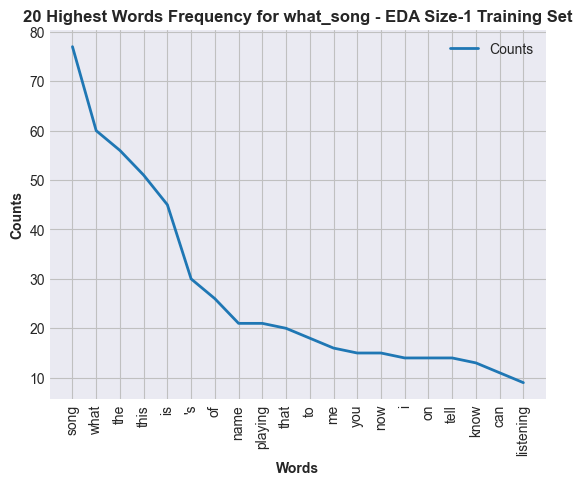 20 Highest Words Frequency for what_song - EDA Size-1 Training Set
80
70
60
50
40
30
20
10
Counts
Counts
song
what
the
this
is
's
of
name
playing
that
to
me
you
now
i
on
tell
know
can
listening
Words